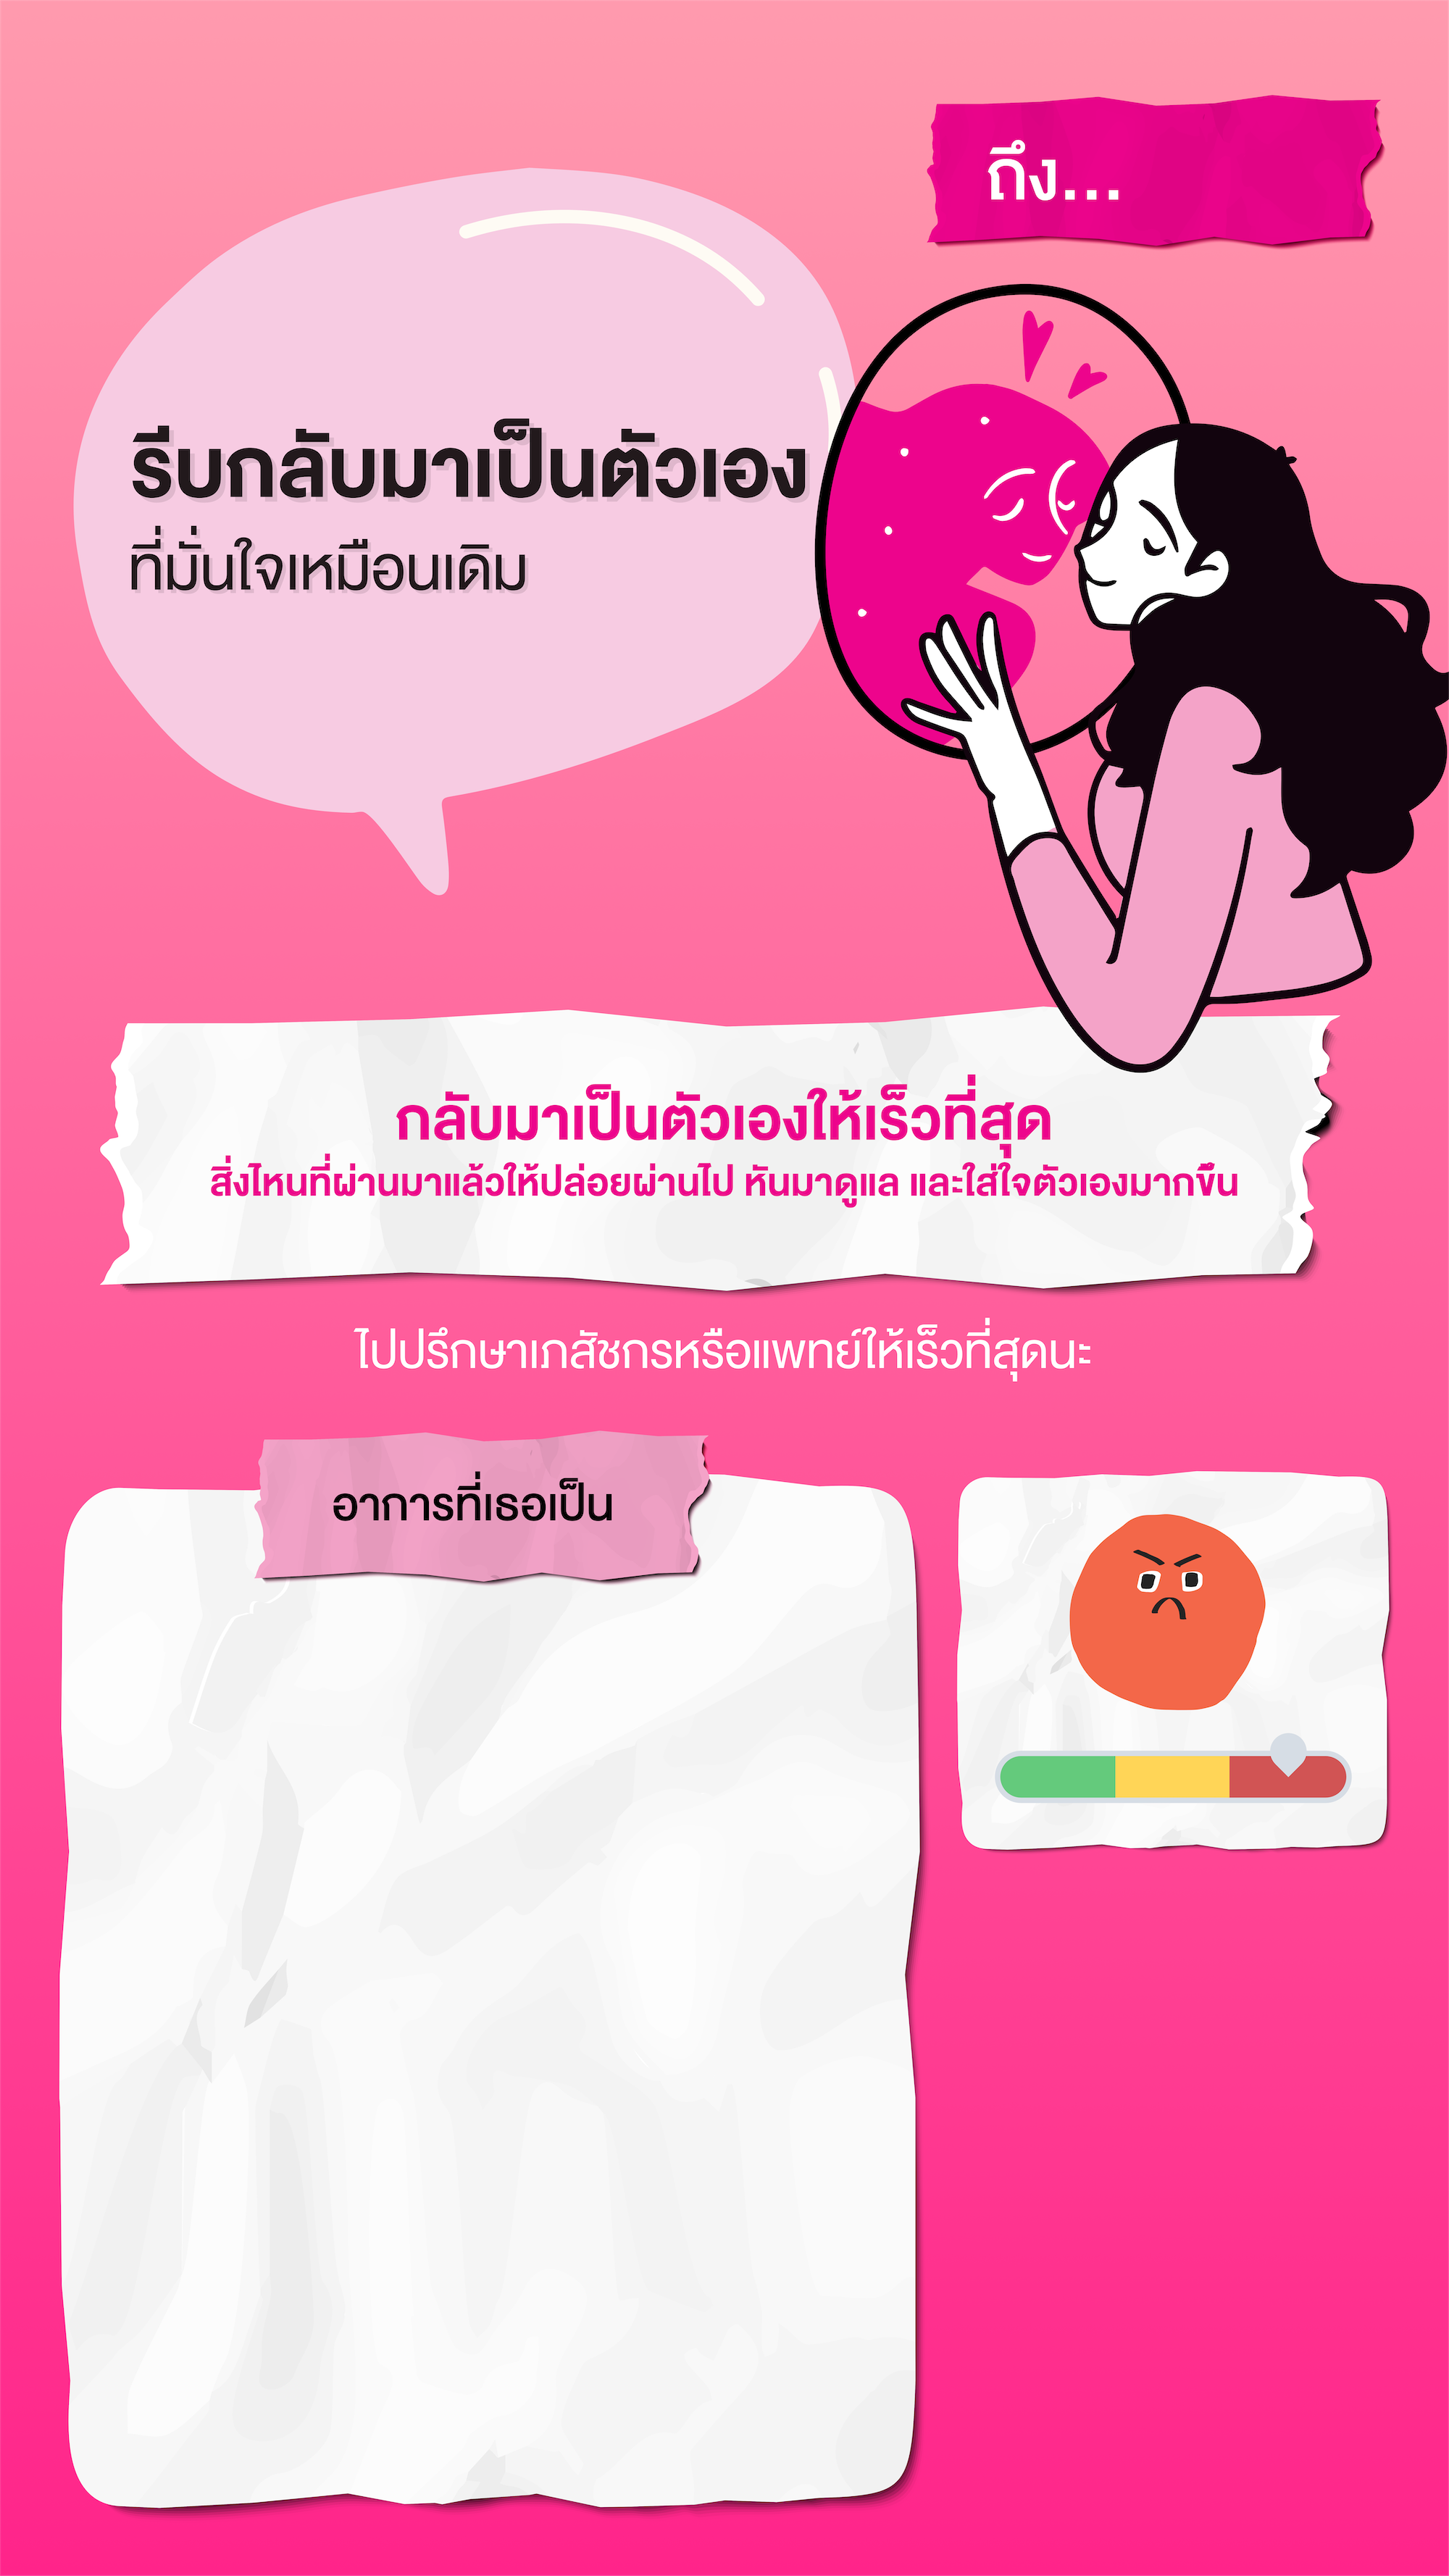 ถึง...
รีบกลับมาเป็นตัวเอง
ที่มั่นใจเหมือนเดิม
กลับมาเป็นตัวเองให้เร็วที่สุด
สิ่งไหนที่ผ่านมาแล้วให้ปล่อยผ่านไป หันมาดูแล และใส่ใจตัวเองมากขึ้น
ไปปรึกษาเภสัชกรหรือแพทย์ให้เร็วที่สุดนะ
อาการที่เธอเป็น